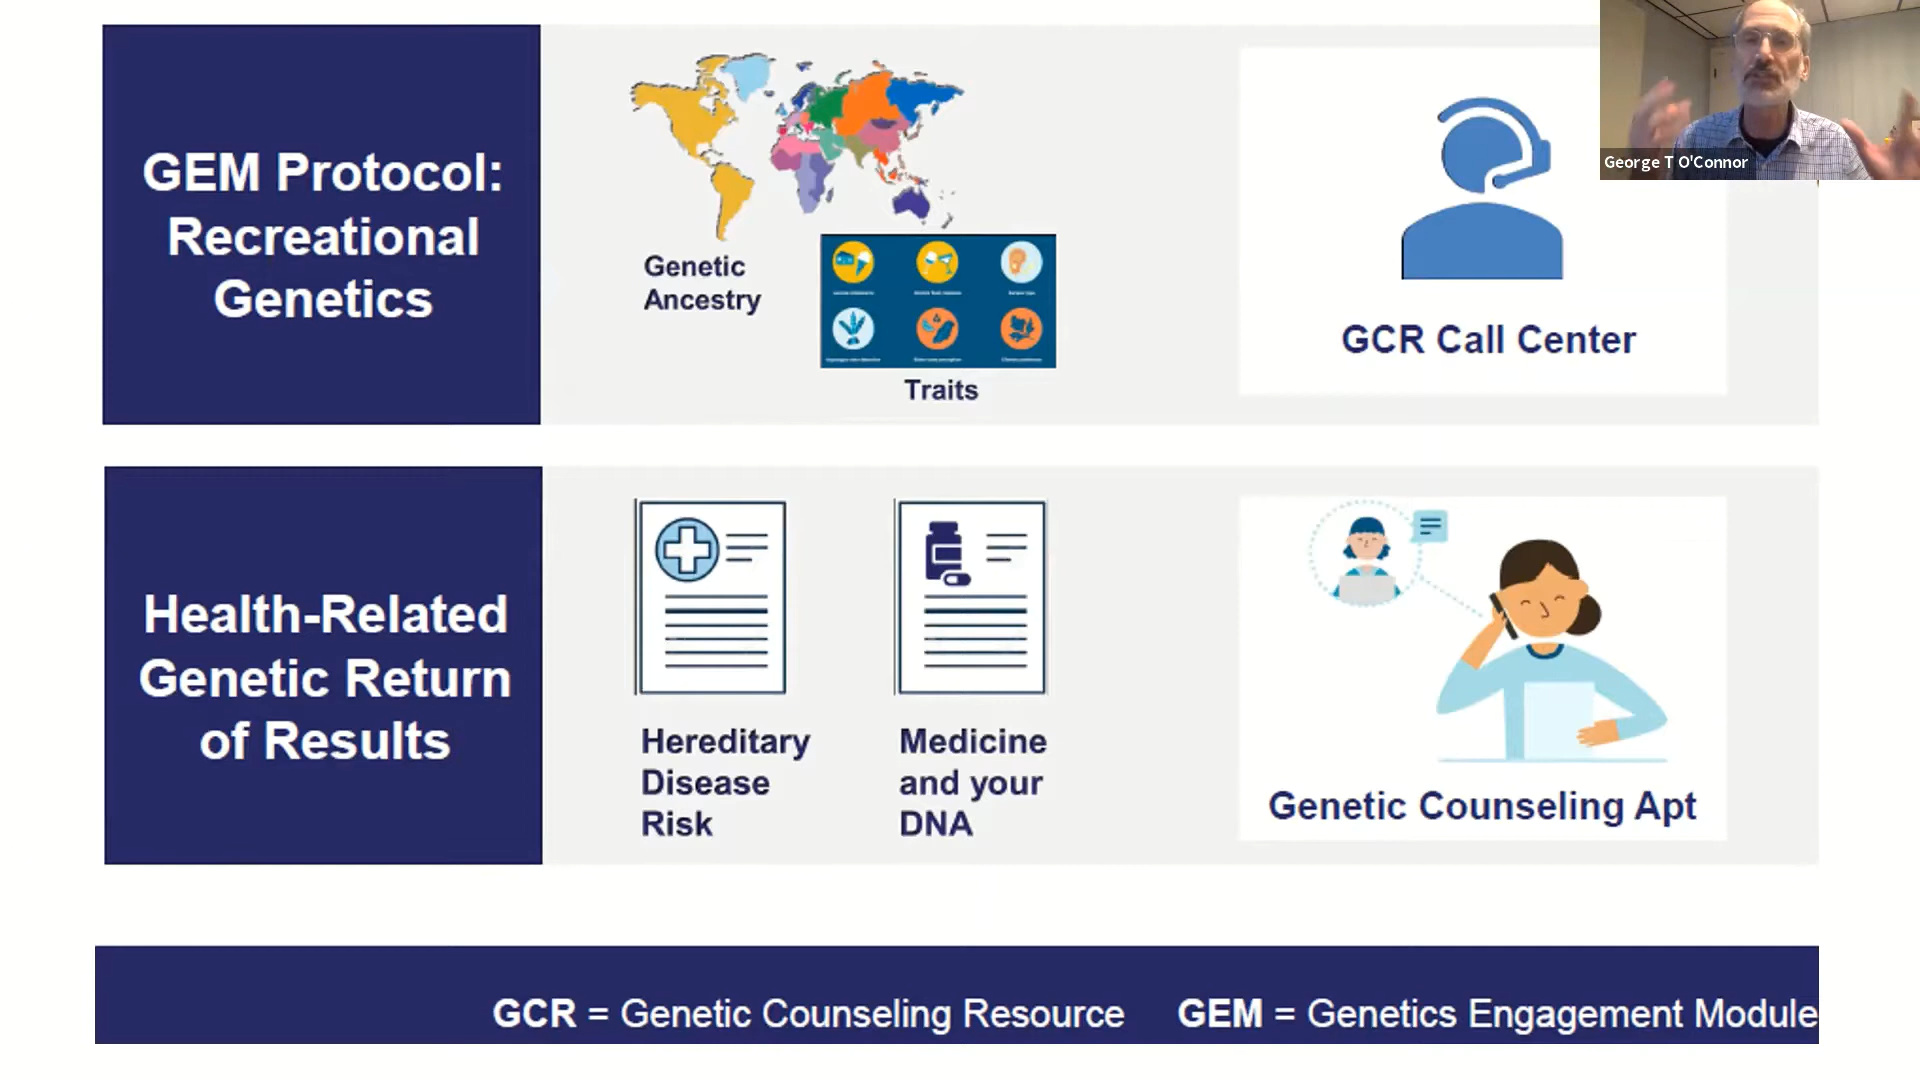 GEM Protocol:
Recreational
Genetics
Genetic
Ancestry
Traits
GCR Call Center
George T O'Connor
Health-Related
Genetic Return
of Results
Hereditary
Disease
Risk
Medicine
and your
DNA
Genetic Counseling Apt
GCR = Genetic Counseling Resource GEM = Genetics Engagement Module